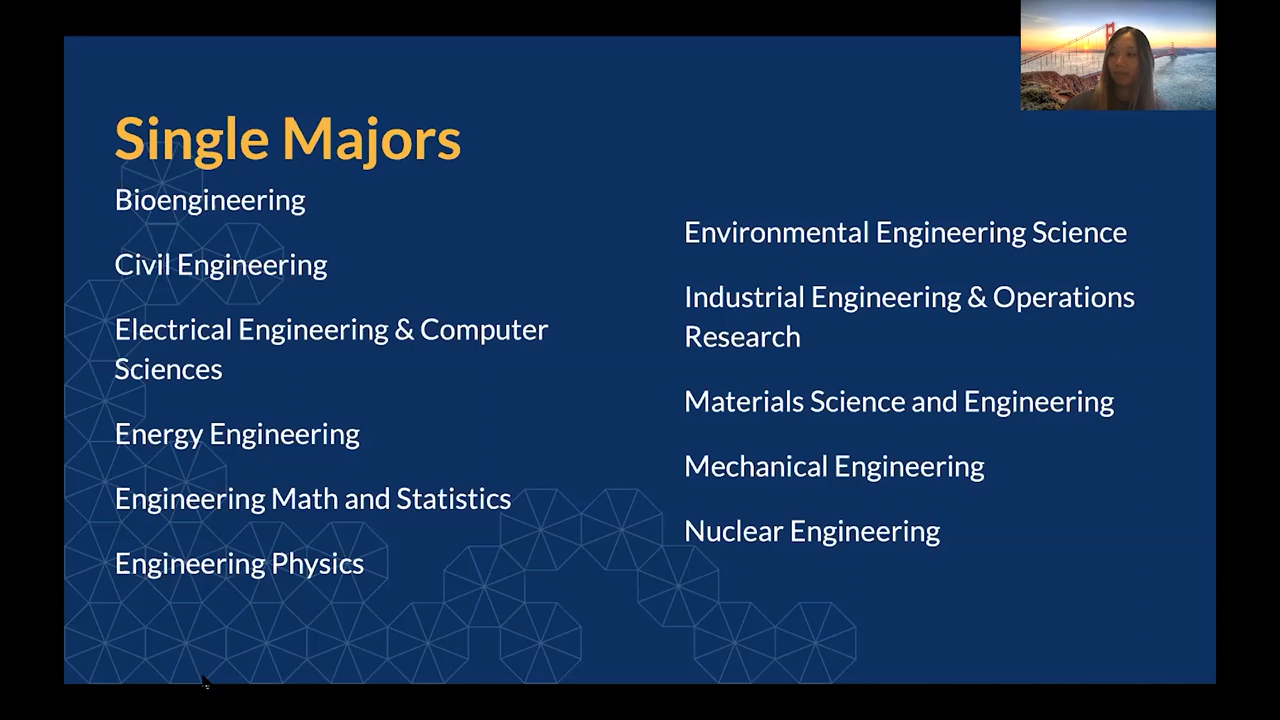 Single Majors
Bioengineering
Civil Engineering
Electrical Engineering & Computer
Sciences
Energy Engineering
Engineering Math and Statistics
Engineering Physics
Environmental Engineering Science
Industrial Engineering & Operations
Research
Materials Science and Engineering
Mechanical Engineering
Nuclear Engineering